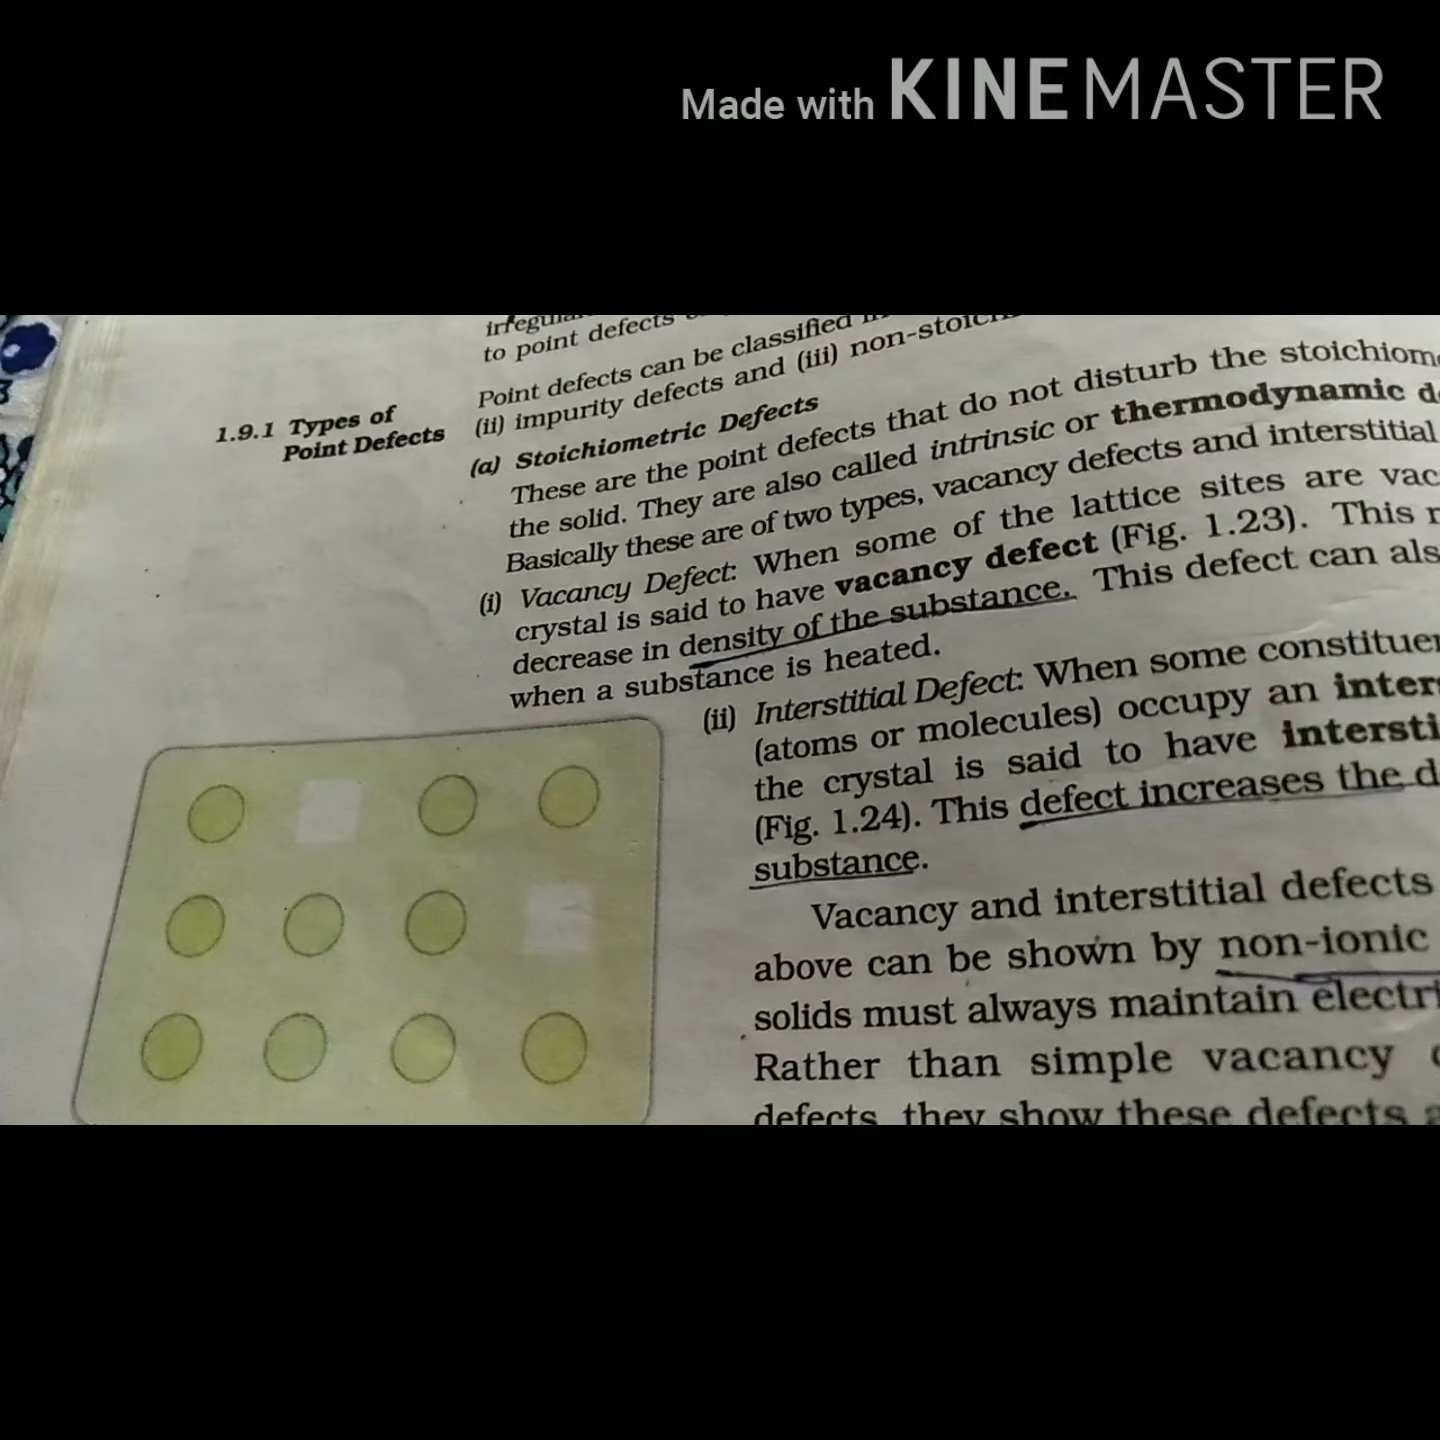 Made with KINEMASTER
to point defects
Point defects can be classified
(ii) impurity defects and (iii)
1.9.1 Types of
Point Defects
(a) Stoichiometric Defects
These are the point defects that do not disturb the
the solid. They are also called intrinsic or thermodynamic
Basically these are of two types, vacancy defects and interstitial
(i) Vacancy Defect: When some of the lattice sites are
crystal is said to have vacancy defect (Fig. 1.23). This
decrease in density of the substance. This defect can
when a substance is heated.
(ii) Interstitial Defect: When some
(atoms or molecules) occupy an
the crystal is said to have
(Fig. 1.24). This defect increases the
substance.
Vacancy and interstitial defects
above can be shown by non-ionic
solids must always maintain
Rather than simple vacancy
defects, they show these defects